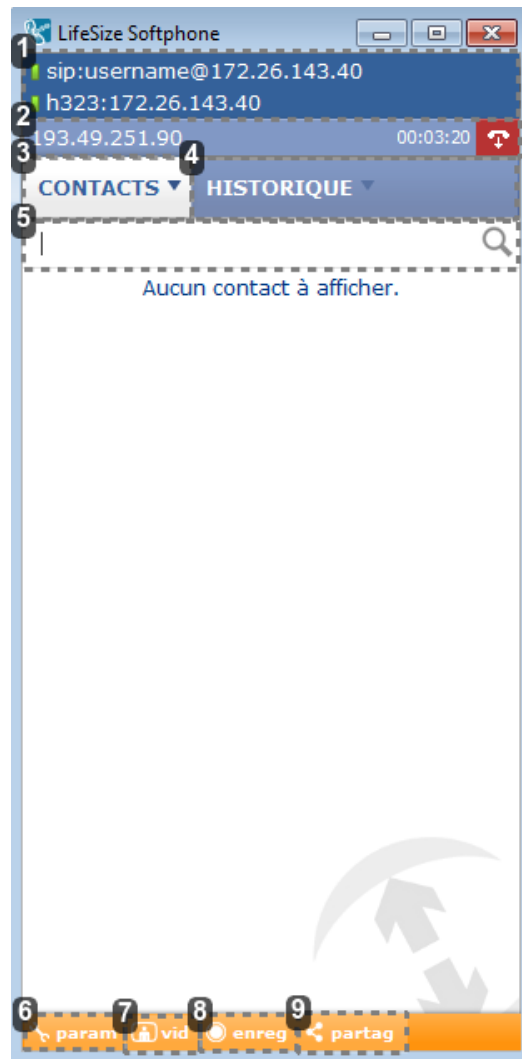 LifeSize Softphone
1
sip:username@172.26.143.40
h323:172.26.143.40
2
193.49.251.90 00:03:20
3 4
CONTACTS HISTORIQUE
5
Aucun contact à afficher.
6 7 8 9
param vid enreg partag